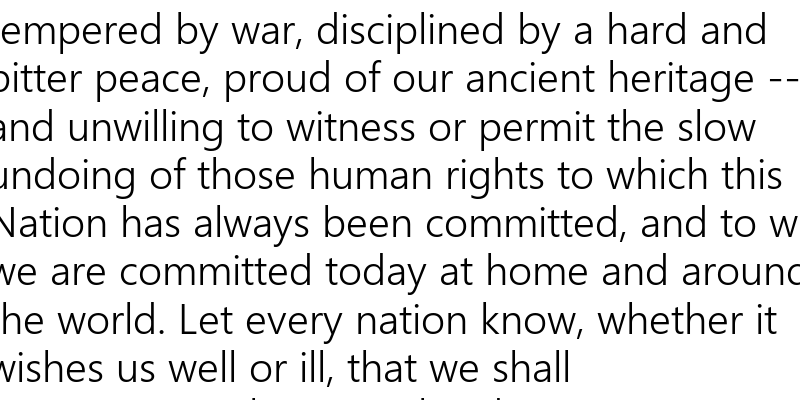 tempered by war, disciplined by a hard and
bitter peace, proud of our ancient heritage --
and unwilling to witness or permit the slow
undoing of those human rights to which this
Nation has always been committed, and to
we are committed today at home and around
the world. Let every nation know, whether it
wishes us well or ill, that we shall